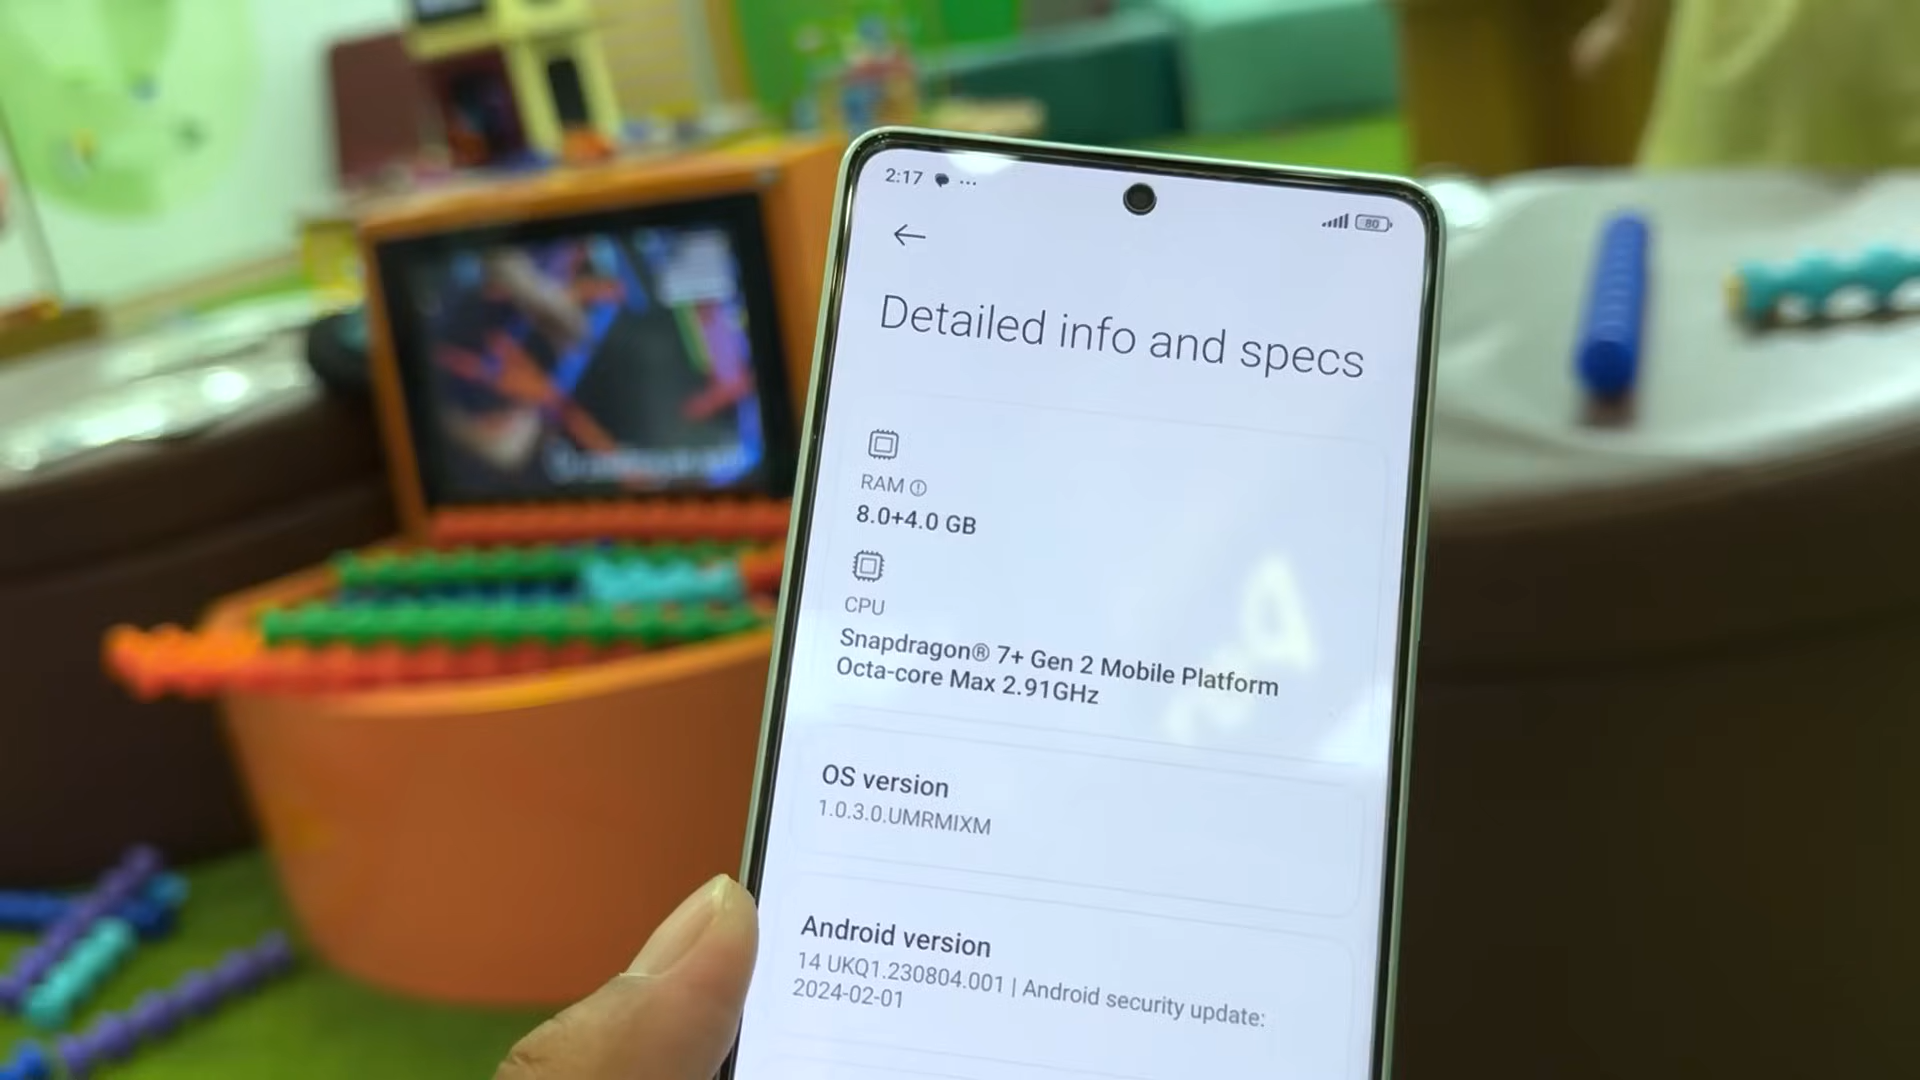 2:17 ...
80
Detailed info and specs
RAM
8.0+4.0 GB
CPU
Snapdragon® 7+ Gen 2 Mobile Platform
Octa-core Max 2.91GHz
OS version
1.0.3.0.UMRMIXM
Android version
14 UKQ1.230804.001 | Android security update:
2024-02-01